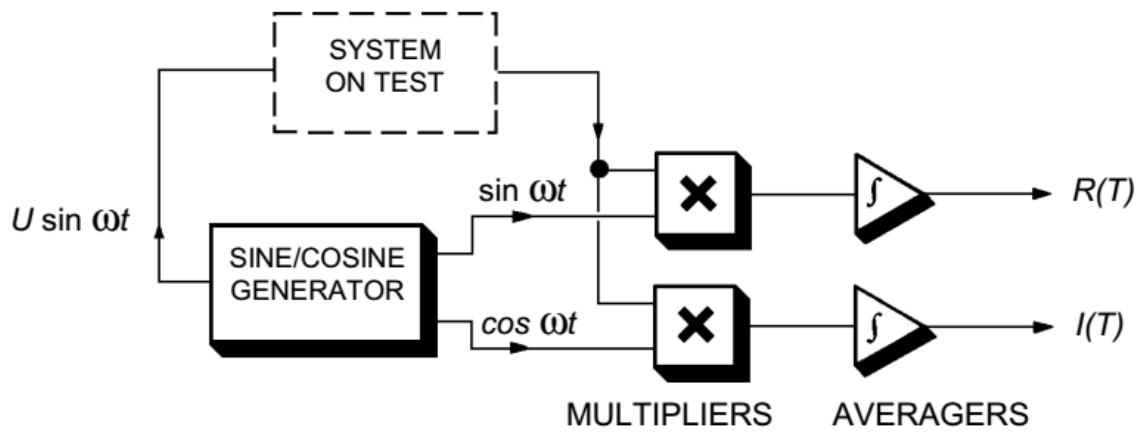 SYSTEM
ON TEST
sin ωt
R(T)
U sin ωt
SINE/COSINE
GENERATOR
cos ωt
I(T)
MULTIPLIERS
AVERAGERS
×
∫
×
∫